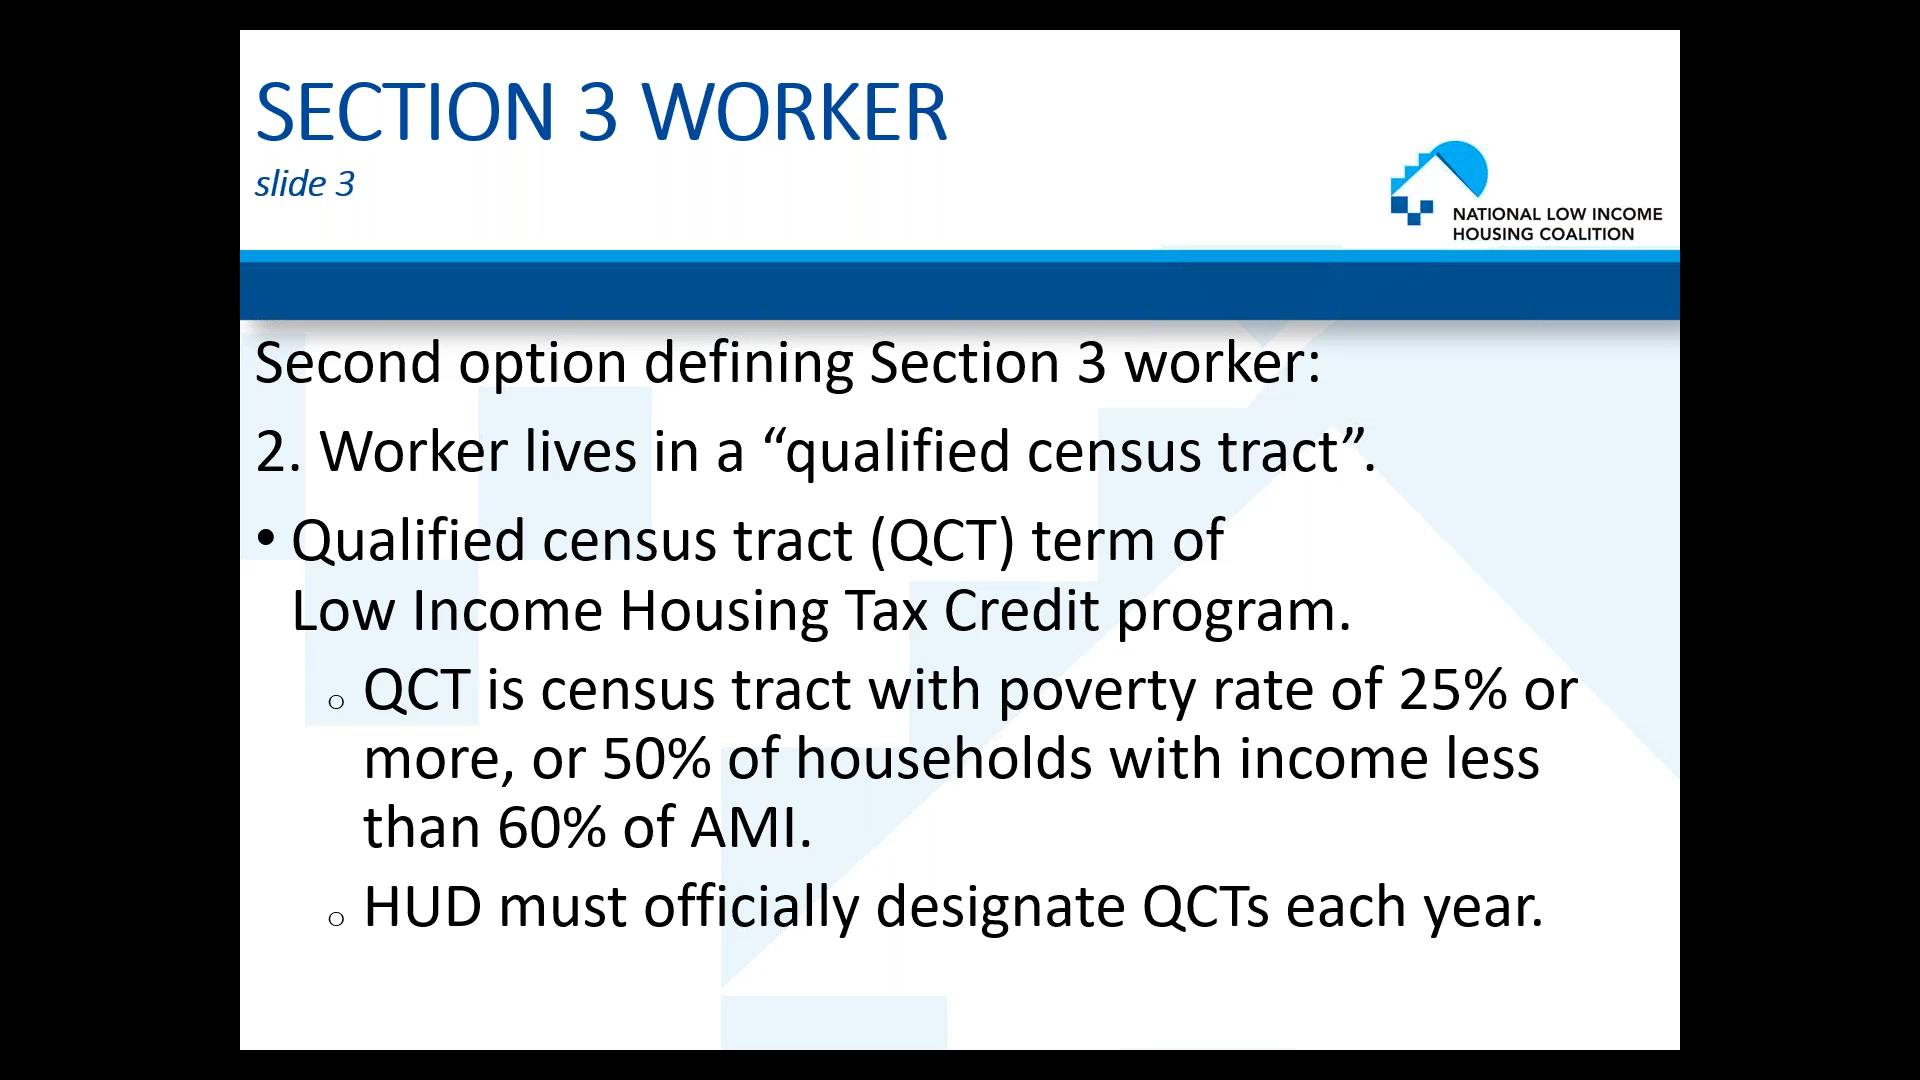 SECTION 3 WORKER
slide 3
NATIONAL LOW INCOME
HOUSING COALITION
Second option defining Section 3 worker:
2. Worker lives in a “qualified census tract”.
• Qualified census tract (QCT) term of
Low Income Housing Tax Credit program.
o QCT is census tract with poverty rate of 25% or
more, or 50% of households with income less
than 60% of AMI.
o HUD must officially designate QCTs each year.